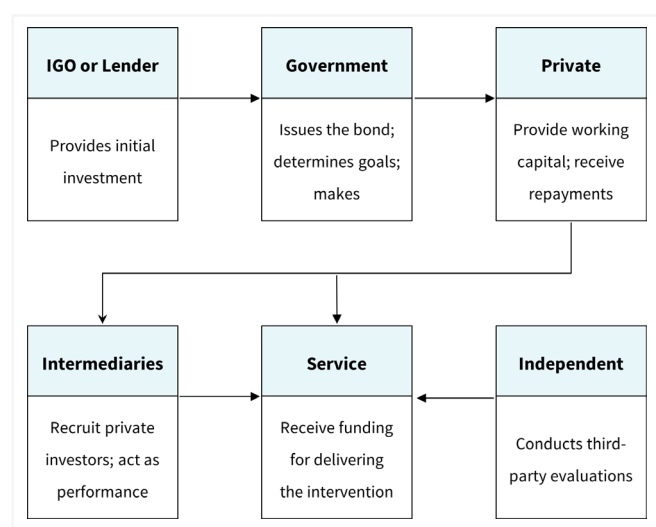 IGO or Lender
Provides initial
investment
Government
Issues the bond;
determines goals;
makes
Private
Provide working
capital; receive
repayments
Intermediaries
Recruit private
investors; act as
performance
Service
Receive funding
for delivering
the intervention
Independent
Conducts third-
party evaluations